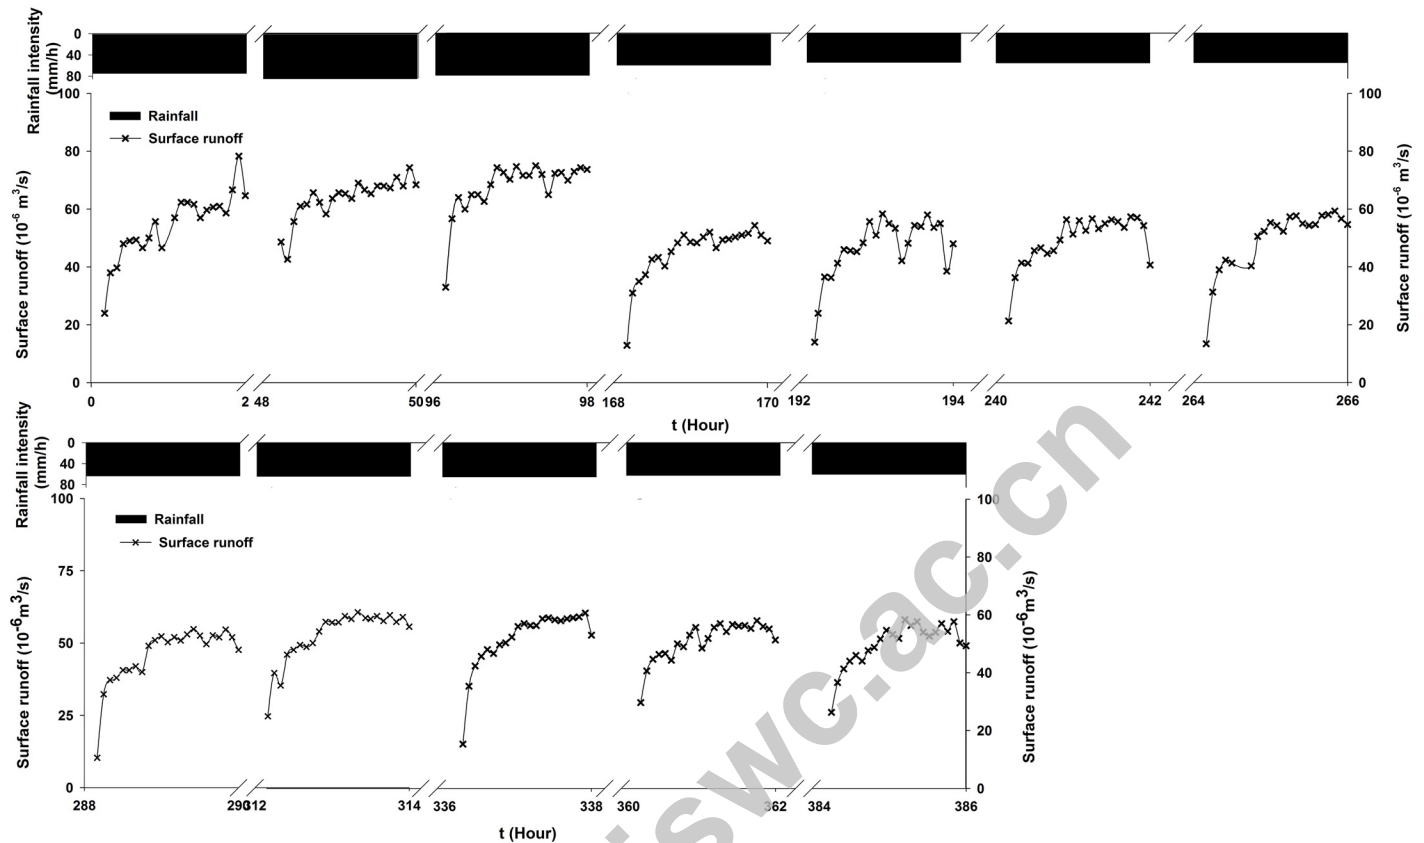 Rainfall intensity
(mm/h)
0
40
80
100
80
60
40
20
0
Surface runoff (10-6 m3/s)
Rainfall
Surface runoff
100
80
60
40
20
0
Surface runoff (10-6 m3/s)
0 2 48 50 96 98 168 170 192 194 240 242 264 266
t (Hour)
Rainfall intensity
(mm/h)
0
40
80
100
75
50
25
0
Surface runoff (10-6m3/s)
Rainfall
Surface runoff
100
80
60
40
20
0
Surface runoff (10-6m3/s)
288 290 312 314 336 338 360 362 384 386
t (Hour)
iswc.ac.cn